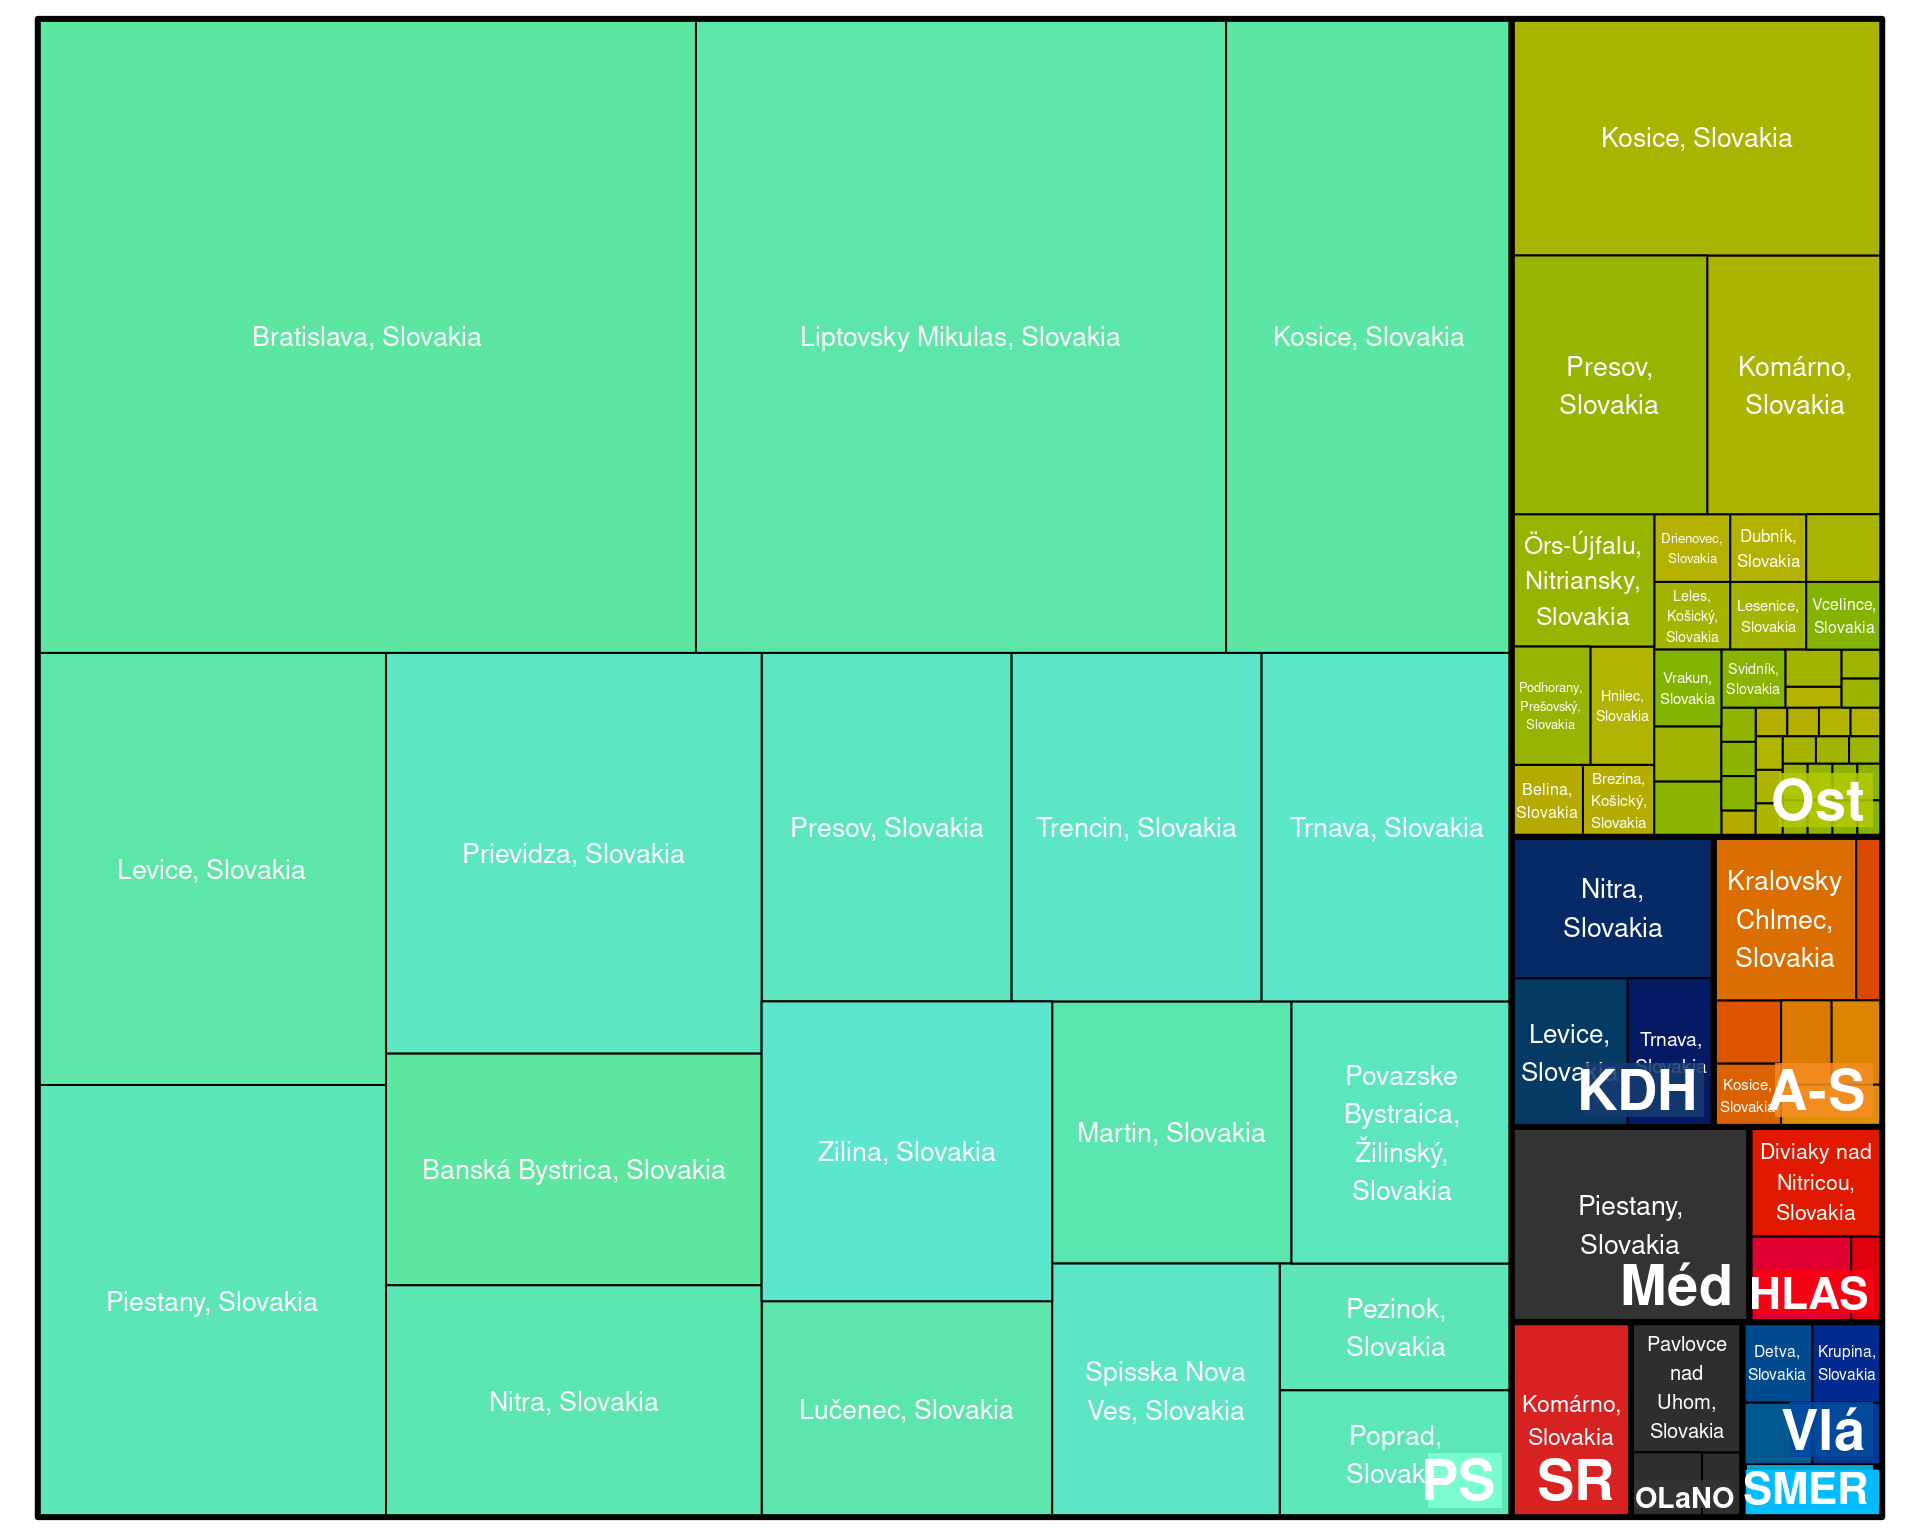 Bratislava, Slovakia
Liptovsky Mikulas, Slovakia
Kosice, Slovakia
Levice, Slovakia
Piestany, Slovakia
Prievidza, Slovakia
Banská Bystrica, Slovakia
Nitra, Slovakia
Presov, Slovakia
Trencin, Slovakia
Trnava, Slovakia
Zilina, Slovakia
Lučenec, Slovakia
Martin, Slovakia
Povazske
Bystraica,
Žilinský,
Slovakia
Spisska Nova
Ves, Slovakia
Pezinok,
Slovakia
Poprad,
Slovak
PS
Kosice, Slovakia
Presov,
Slovakia
Komárno,
Slovakia
Örs-Újfalu,
Nitriansky,
Slovakia
Drienovec,
Slovakia
Dubník,
Slovakia
Leles,
Košický,
Slovakia
Lesenice,
Slovakia
Vcelince,
Slovakia
Podhorany,
Prešovský,
Slovakia
Hnilec,
Slovakia
Vrakun,
Slovakia
Svidník,
Slovakia
Belina,
Slovakia
Brezina,
Košický,
Slovakia
Ost
Nitra,
Slovakia
Levice,
Slovakia
Trnava,
Slovakia
KDH
Kralovsky
Chlmec,
Slovakia
Kosice,
Slovakia
A-S
Piestany,
Slovakia
Méd
Diviaky nad
Nitricou,
Slovakia
HLAS
Komárno,
Slovakia
SR
Pavlovce
nad
Uhom,
Slovakia
OLaNO
Detva,
Slovakia
Krupina,
Slovakia
Vlá
SMER